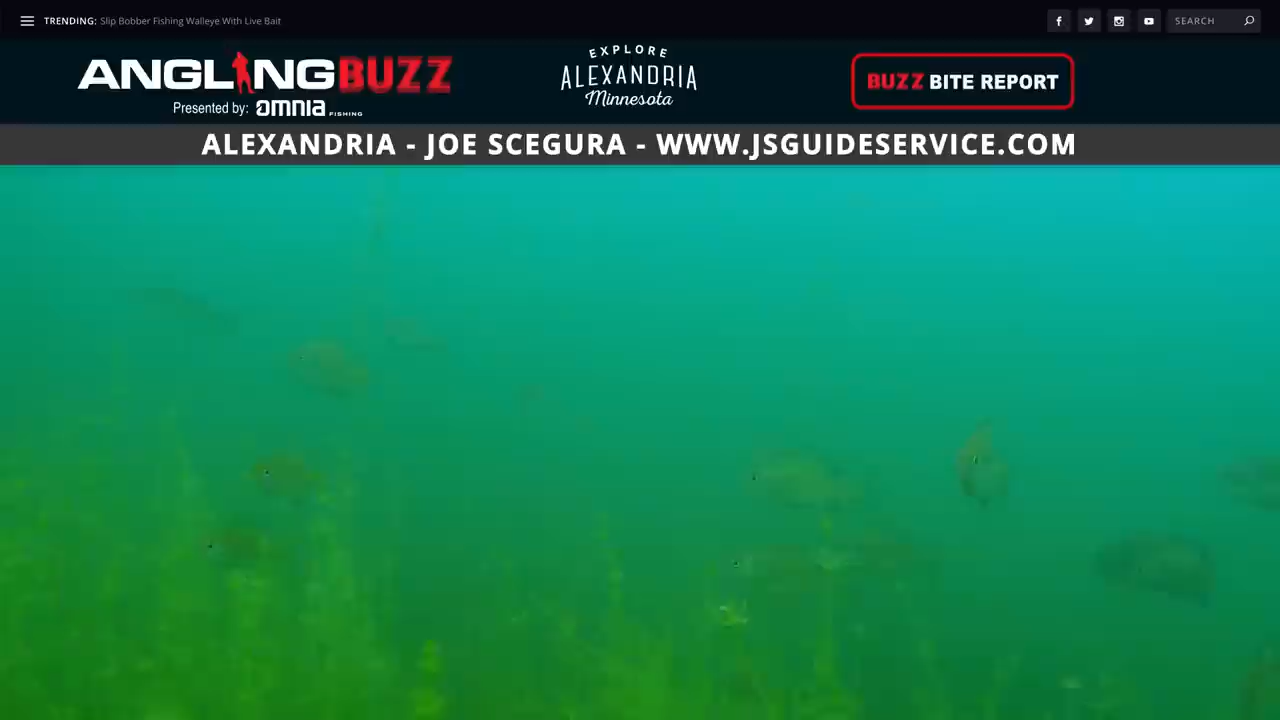 TRENDING: Slip Bobber Fishing Walleye With Live Bait
SEARCH
ANGLINGBUZZ
Presented by: omnia FISHING
EXPLORE
ALEXANDRIA
Minnesota
BUZZ BITE REPORT
ALEXANDRIA - JOE SCEGURA - WWW.JSGUIDESERVICE.COM